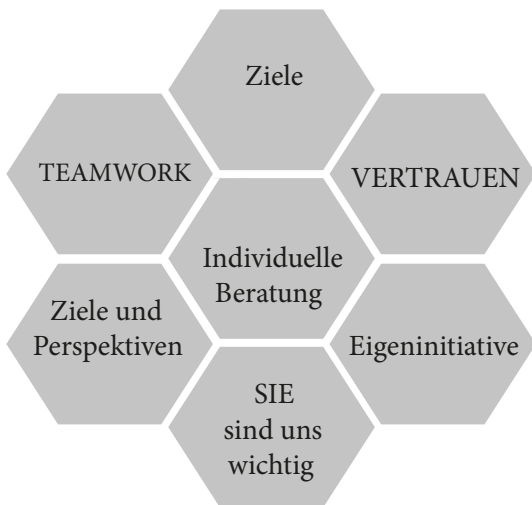 Ziele
TEAMWORK
VERTRAUEN
Individuelle
Beratung
Ziele und
Perspektiven
Eigeninitiative
SIE
sind uns
wichtig